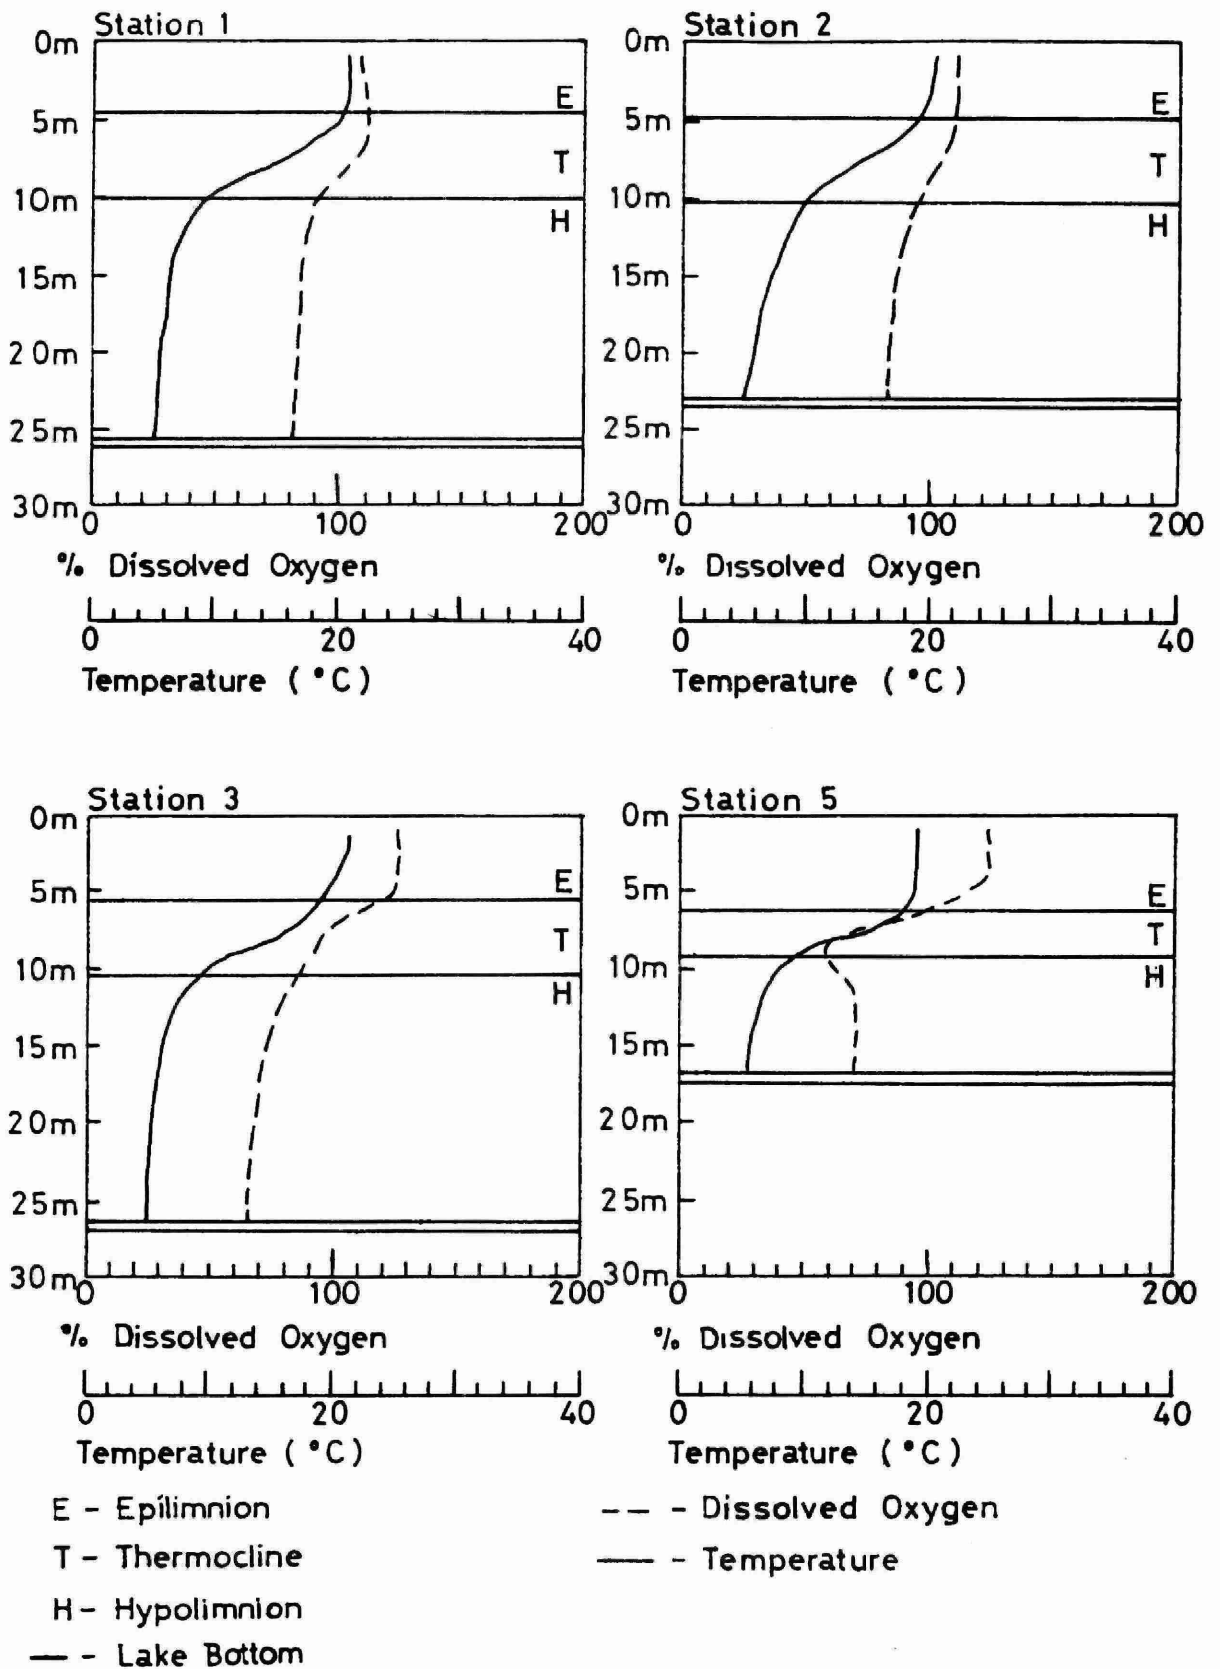 Station 1
0m
5m
10m
15m
20m
25m
30m
E
T
H
0 100 200
% Dissolved Oxygen
0 20 40
Temperature (°C)
Station 2
0m
5m
10m
15m
20m
25m
30m
E
T
H
0 100 200
% Dissolved Oxygen
0 20 40
Temperature (°C)
Station 3
0m
5m
10m
15m
20m
25m
30m
E
T
H
0 100 200
% Dissolved Oxygen
0 20 40
Temperature (°C)
Station 5
0m
5m
10m
15m
20m
25m
30m
E
T
H
0 100 200
% Dissolved Oxygen
0 20 40
Temperature (°C)
E - Epilimnion
T - Thermocline
H - Hypolimnion
- Lake Bottom
- Dissolved Oxygen
- Temperature